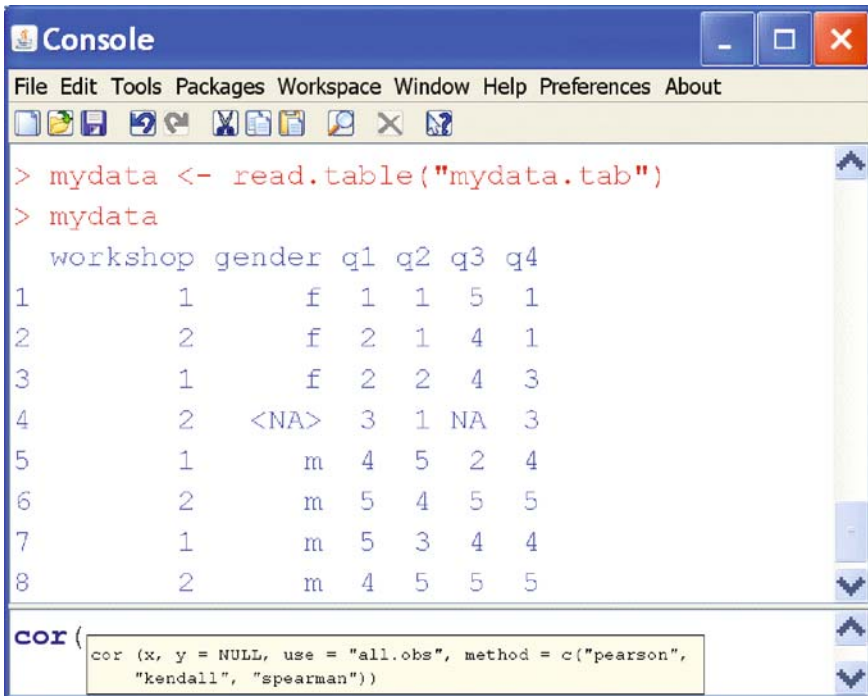 Console
File Edit Tools Packages Workspace Window Help Preferences About
> mydata <- read.table("mydata.tab")
> mydata
workshop gender q1 q2 q3 q4
1 1 f 1 1 5 1
2 2 f 2 1 4 1
3 1 f 2 2 4 3
4 2 <NA> 3 1 NA 3
5 1 m 4 5 2 4
6 2 m 5 4 5 5
7 1 m 5 3 4 4
8 2 m 4 5 5 5
cor(
cor (x, y = NULL, use = "all.obs", method = c("pearson",
"kendall", "spearman"))